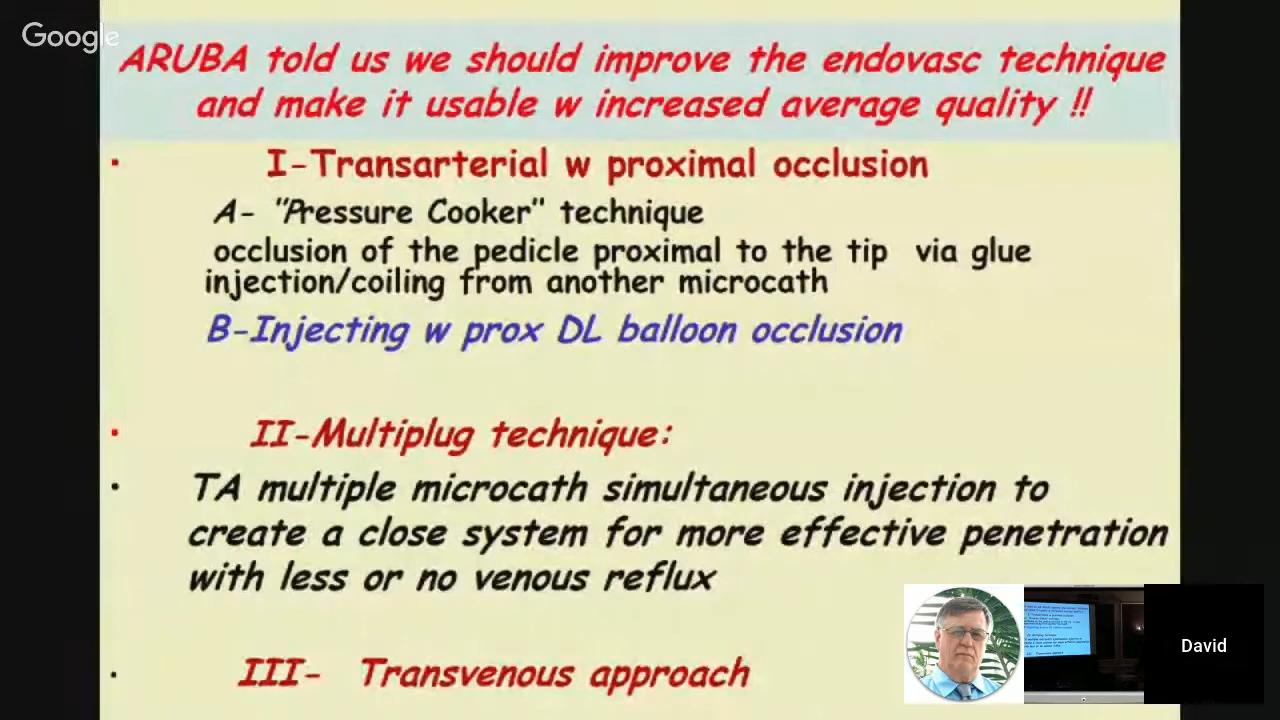 Google
ARUBA told us we should improve the endovasc technique
and make it usable w increased average quality !!
• I-Transarterial w proximal occlusion
A- "Pressure Cooker" technique
occlusion of the pedicle proximal to the tip via glue
injection/coiling from another microcath
B-Injecting w prox DL balloon occlusion
• II-Multiplug technique:
• TA multiple microcath simultaneous injection to
create a close system for more effective penetration
with less or no venous reflux
• III- Transvenous approach
David